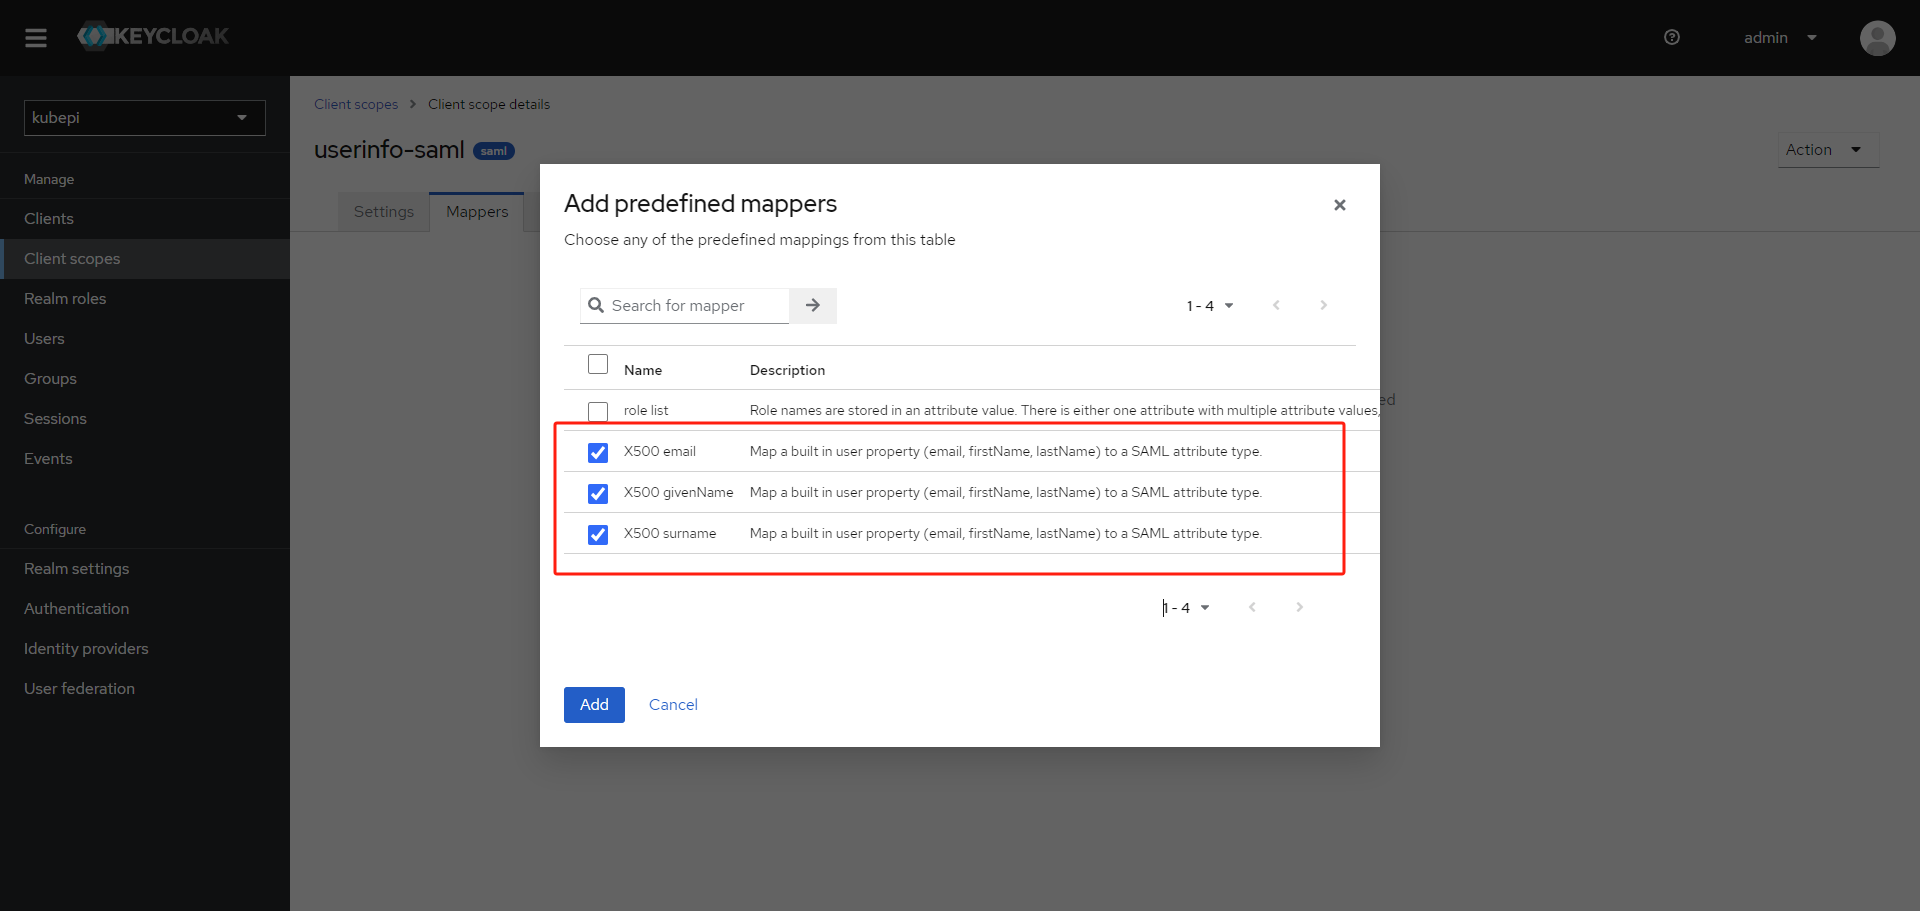 KEYCLOAK
admin
kubepi
Manage
Clients
Client scopes
Realm roles
Users
Groups
Sessions
Events
Configure
Realm settings
Authentication
Identity providers
User federation
Client scopes > Client scope details
userinfo-saml saml
Action
Settings Mappers
Add predefined mappers
Choose any of the predefined mappings from this table
Search for mapper
1 - 4
Name Description
role list Role names are stored in an attribute value. There is either one attribute with multiple attribute values,
X500 email Map a built in user property (email, firstName, lastName) to a SAML attribute type.
X500 givenName Map a built in user property (email, firstName, lastName) to a SAML attribute type.
X500 surname Map a built in user property (email, firstName, lastName) to a SAML attribute type.
1 - 4
Add Cancel